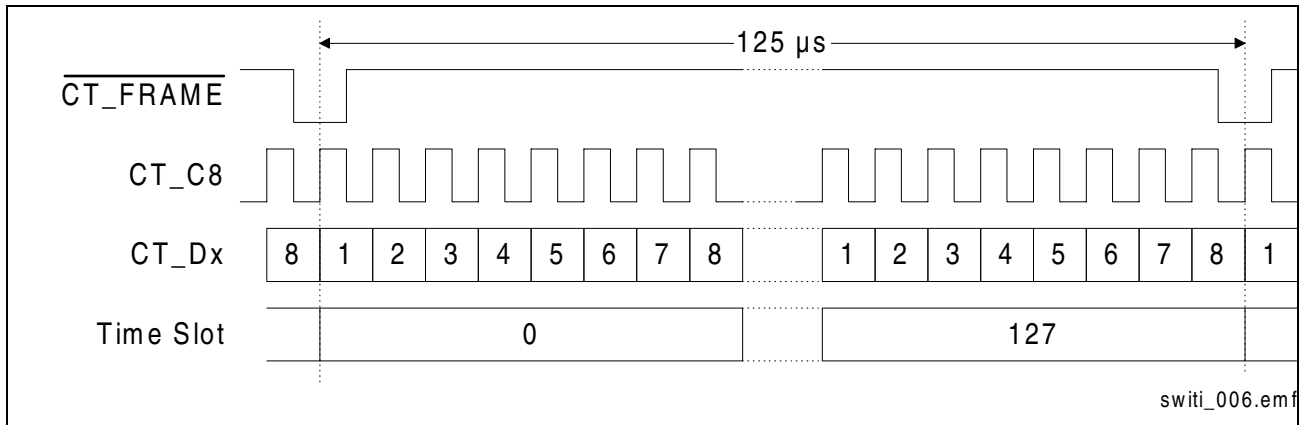 125 µs
CT_FRAME
CT_C8
CT_Dx 8 1 2 3 4 5 6 7 8 1 2 3 4 5 6 7 8 1
Time Slot 0 127
switi_006.emf